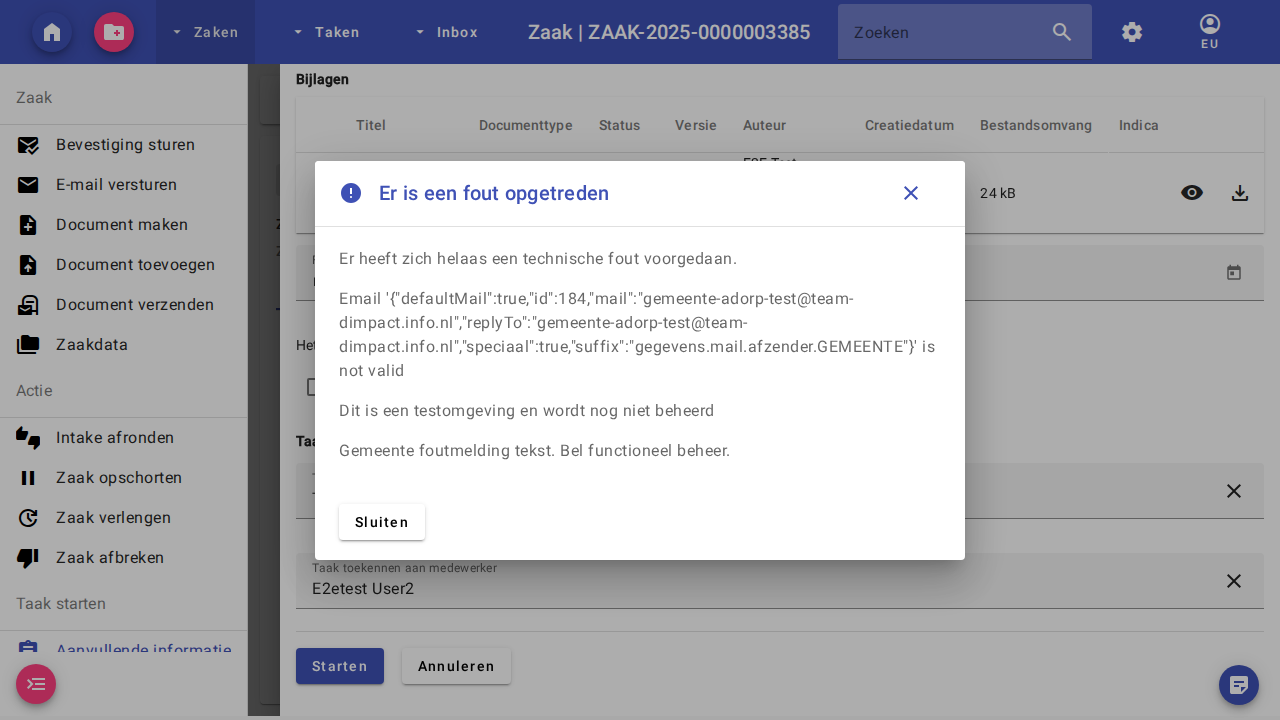 Zaken
Taken
Inbox
Zaak | ZAAK-2025-0000003385
Zoeken
EU
Zaak
Bevestiging sturen
E-mail versturen
Document maken
Document toevoegen
Document verzenden
Zaakdata
Actie
Intake afronden
Zaak opschorten
Zaak verlengen
Zaak afbreken
Taak starten
Aanvullende informatie
Bijlagen
Titel Documenttype Status Versie Auteur Creatiedatum Bestandsomvang Indica
24 kB
Er is een fout opgetreden
Er heeft zich helaas een technische fout voorgedaan.
Email '{"defaultMail":true,"id":184,"mail":"gemeente-adorp-test@team-
dimpact.info.nl","replyTo":"gemeente-adorp-test@team-
dimpact.info.nl","speciaal":true,"suffix":"gegevens.mail.afzender.GEMEENTE"}' is
not valid
Dit is een testomgeving en wordt nog niet beheerd
Gemeente foutmelding tekst. Bel functioneel beheer.
Sluiten
Taak toekennen aan medewerker
E2etest User2
Starten
Annuleren